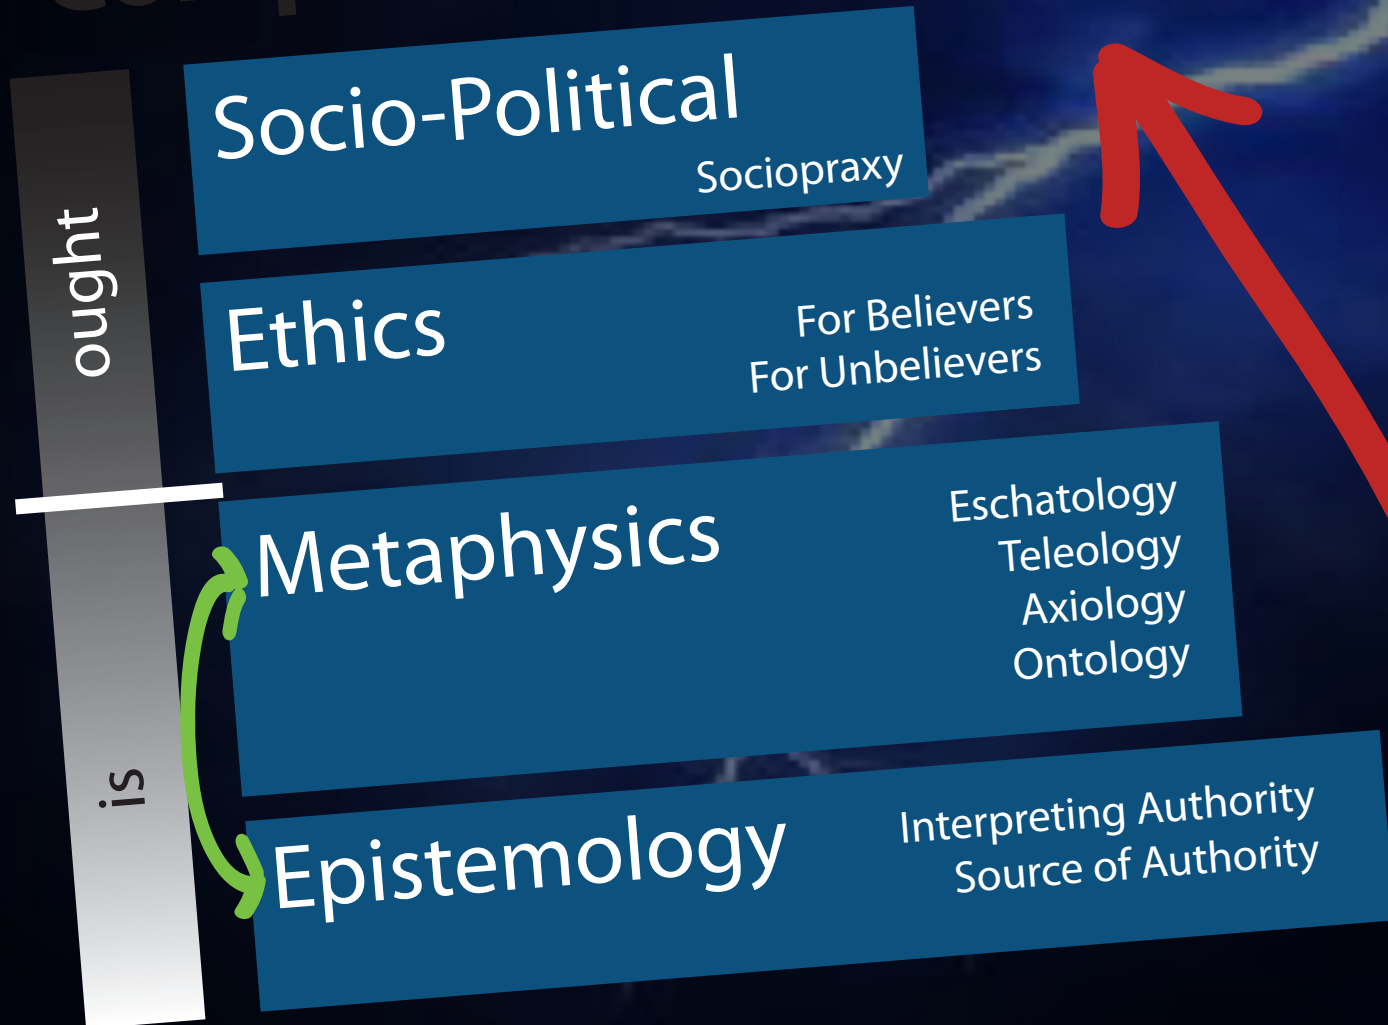 Socio-Political
Sociopraxy
ought
Ethics
For Believers
For Unbelievers
Metaphysics
Eschatology
Teleology
Axiology
Ontology
is
Epistemology
Interpreting Authority
Source of Authority